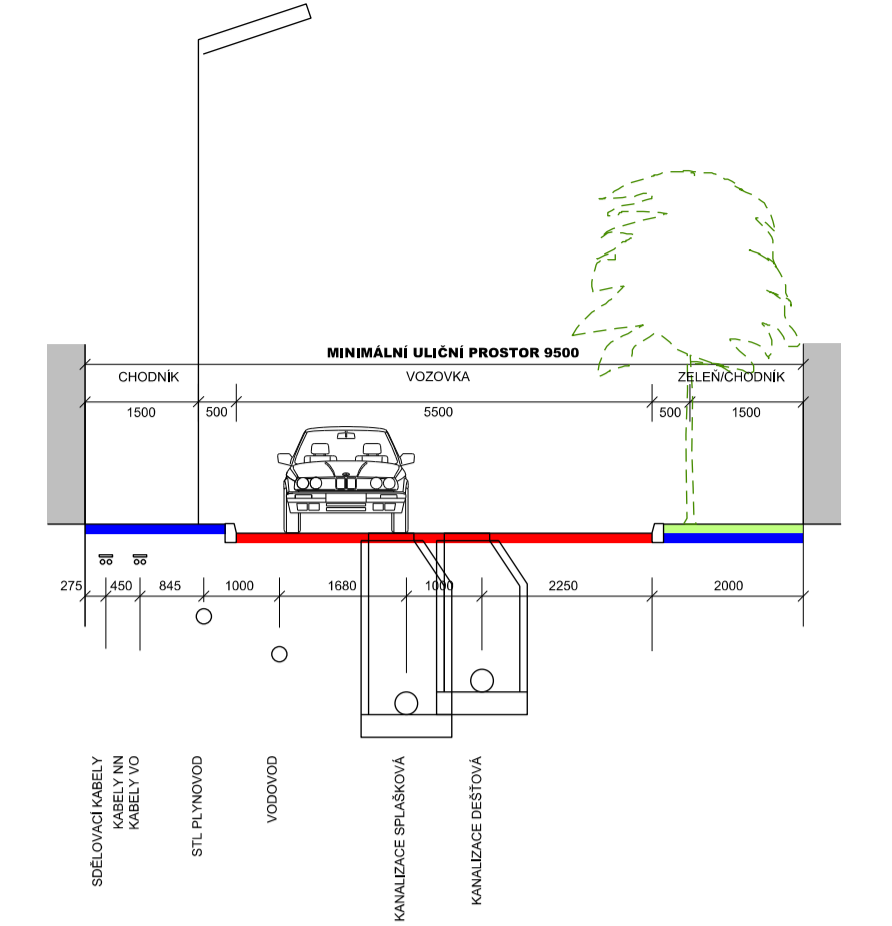 MINIMÁLNÍ ULIČNÍ PROSTOR 9500
CHODNÍK VOZOVKA ZELEŇ/CHODNÍK
1500 500 5500 500 1500
275 450 845 1000 1680 1000 2250 2000
SDĚLOVACÍ KABELY
KABELY NN
KABELY VO
STL PLYNOVOD
VODOVOD
KANALIZACE SPLAŠKOVÁ
KANALIZACE DEŠŤOVÁ